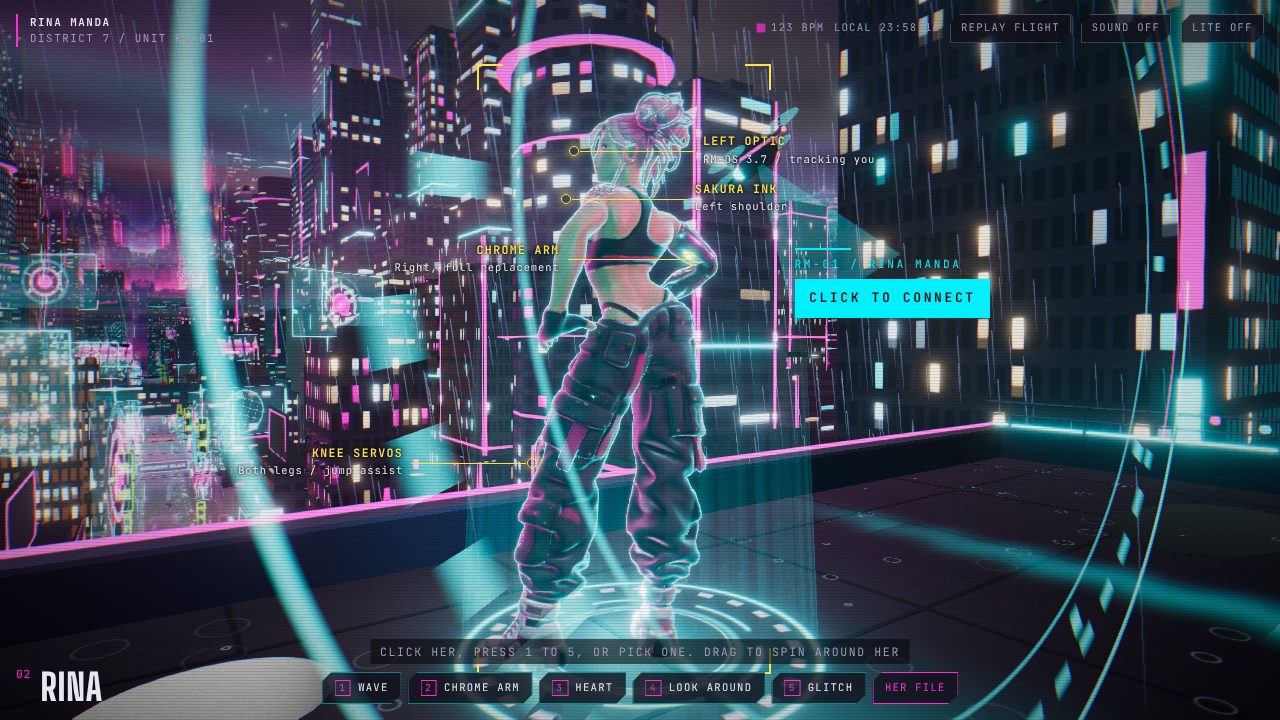 RINA MANDA
DISTRICT 7 / UNIT RM-01
123 BPM LOCAL 23:58:16
REPLAY FLIGHT
SOUND OFF
LITE OFF
LEFT OPTIC
RM-OS 3.7 / tracking you
SAKURA INK
Left shoulder
CHROME ARM
Right, full replacement
RM-01 / RINA MANDA
CLICK TO CONNECT
KNEE SERVOS
Both legs / jump assist
CLICK HER, PRESS 1 TO 5, OR PICK ONE. DRAG TO SPIN AROUND HER
02 RINA
1 WAVE
2 CHROME ARM
3 HEART
4 LOOK AROUND
5 GLITCH
HER FILE